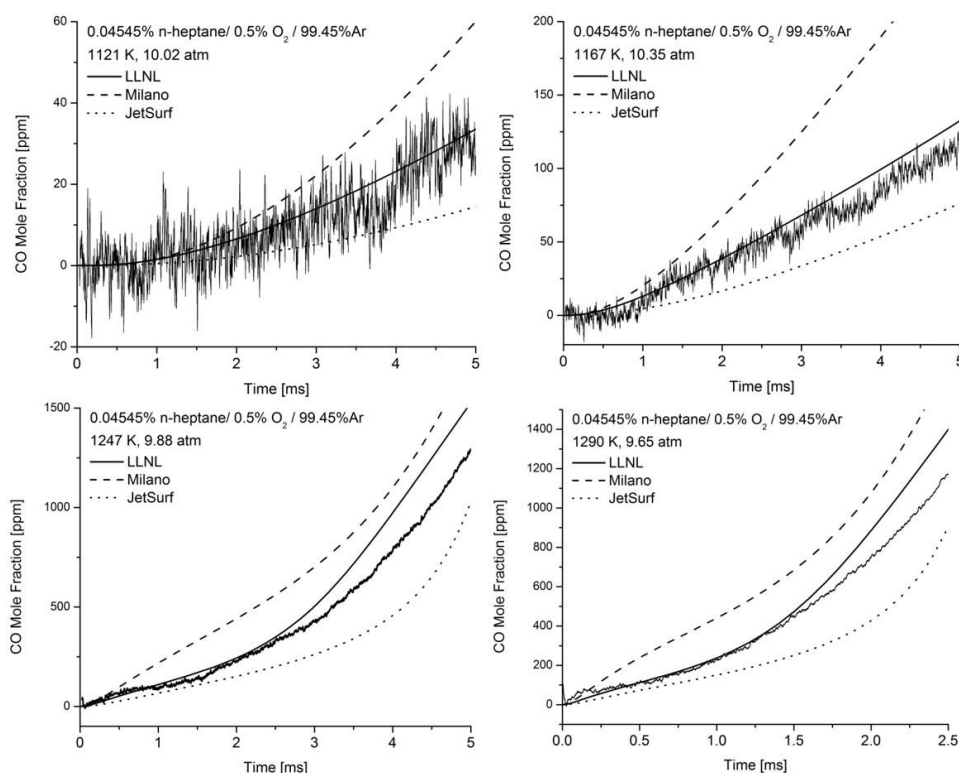 0.04545% n-heptane/ 0.5% O2 / 99.45%Ar
1121 K, 10.02 atm
LLNL
Milano
JetSurf
CO Mole Fraction [ppm]
60
40
20
0
-20
0 1 2 3 4 5
Time [ms]
0.04545% n-heptane/ 0.5% O2 / 99.45%Ar
1167 K, 10.35 atm
LLNL
Milano
JetSurf
CO Mole Fraction [ppm]
200
150
100
50
0
0 1 2 3 4 5
Time [ms]
0.04545% n-heptane/ 0.5% O2 / 99.45%Ar
1247 K, 9.88 atm
LLNL
Milano
JetSurf
CO Mole Fraction [ppm]
1500
1000
500
0
0 1 2 3 4 5
Time [ms]
0.04545% n-heptane/ 0.5% O2 / 99.45%Ar
1290 K, 9.65 atm
LLNL
Milano
JetSurf
CO Mole Fraction [ppm]
1400
1200
1000
800
600
400
200
0
0.0 0.5 1.0 1.5 2.0 2.5
Time [ms]